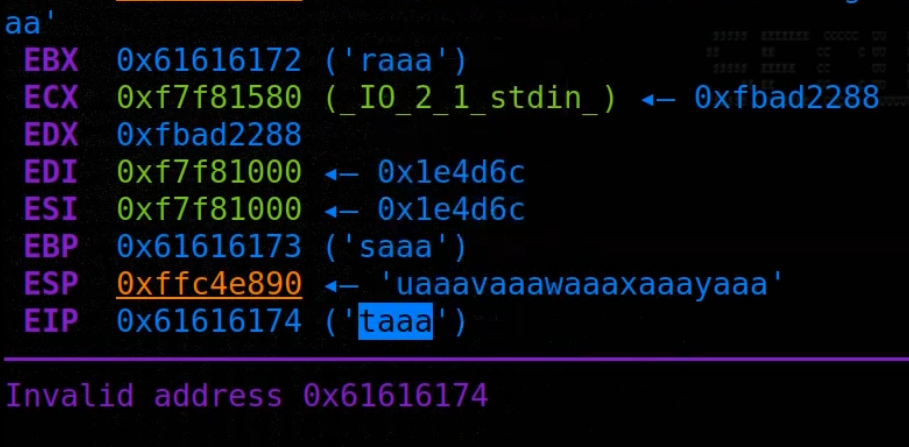 aa'
EBX 0x61616172 ('raaa')
ECX 0xf7f81580 (_IO_2_1_stdin_) ◂— 0xfbad2288
EDX 0xfbad2288
EDI 0xf7f81000 ◂— 0x1e4d6c
ESI 0xf7f81000 ◂— 0x1e4d6c
EBP 0x61616173 ('saaa')
ESP 0xffc4e890 ◂— 'uaaavaaawaaaxaaayaaa'
EIP 0x61616174 ('taaa')
Invalid address 0x61616174